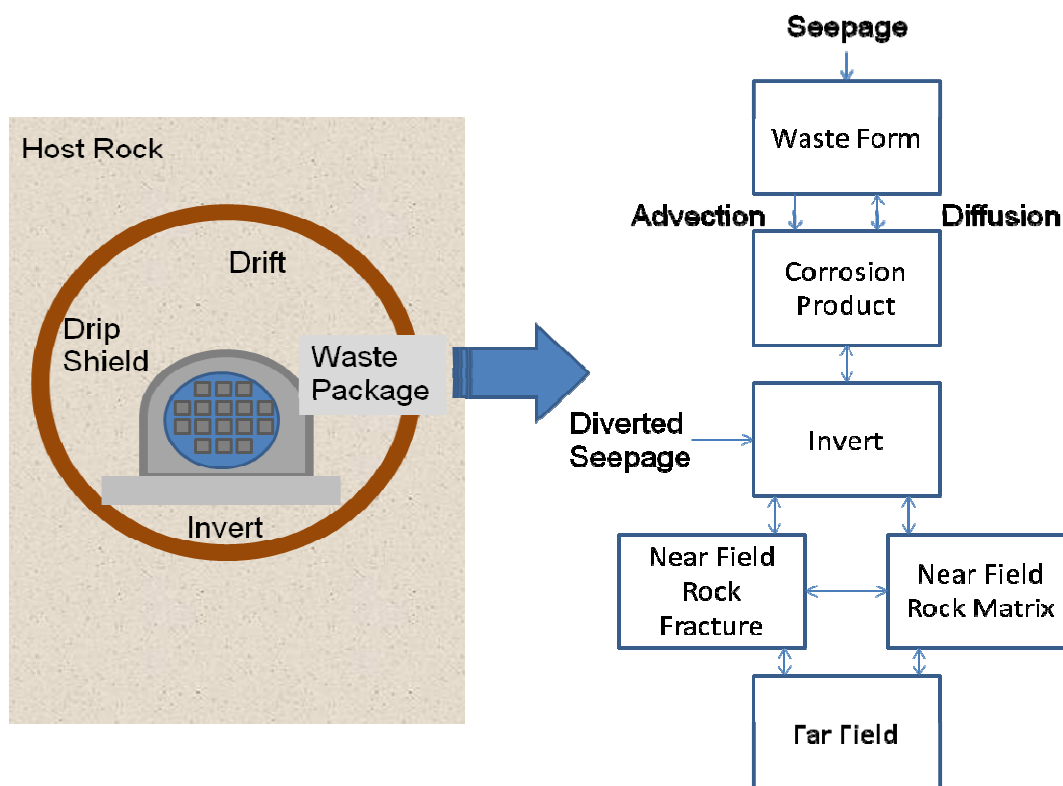 Host Rock
Drift
Drip
Shield
Waste
Package
Invert
Seepage
Waste Form
Advection
Diffusion
Corrosion
Product
Diverted
Seepage
Invert
Near Field
Rock
Fracture
Near Field
Rock Matrix
Far Field